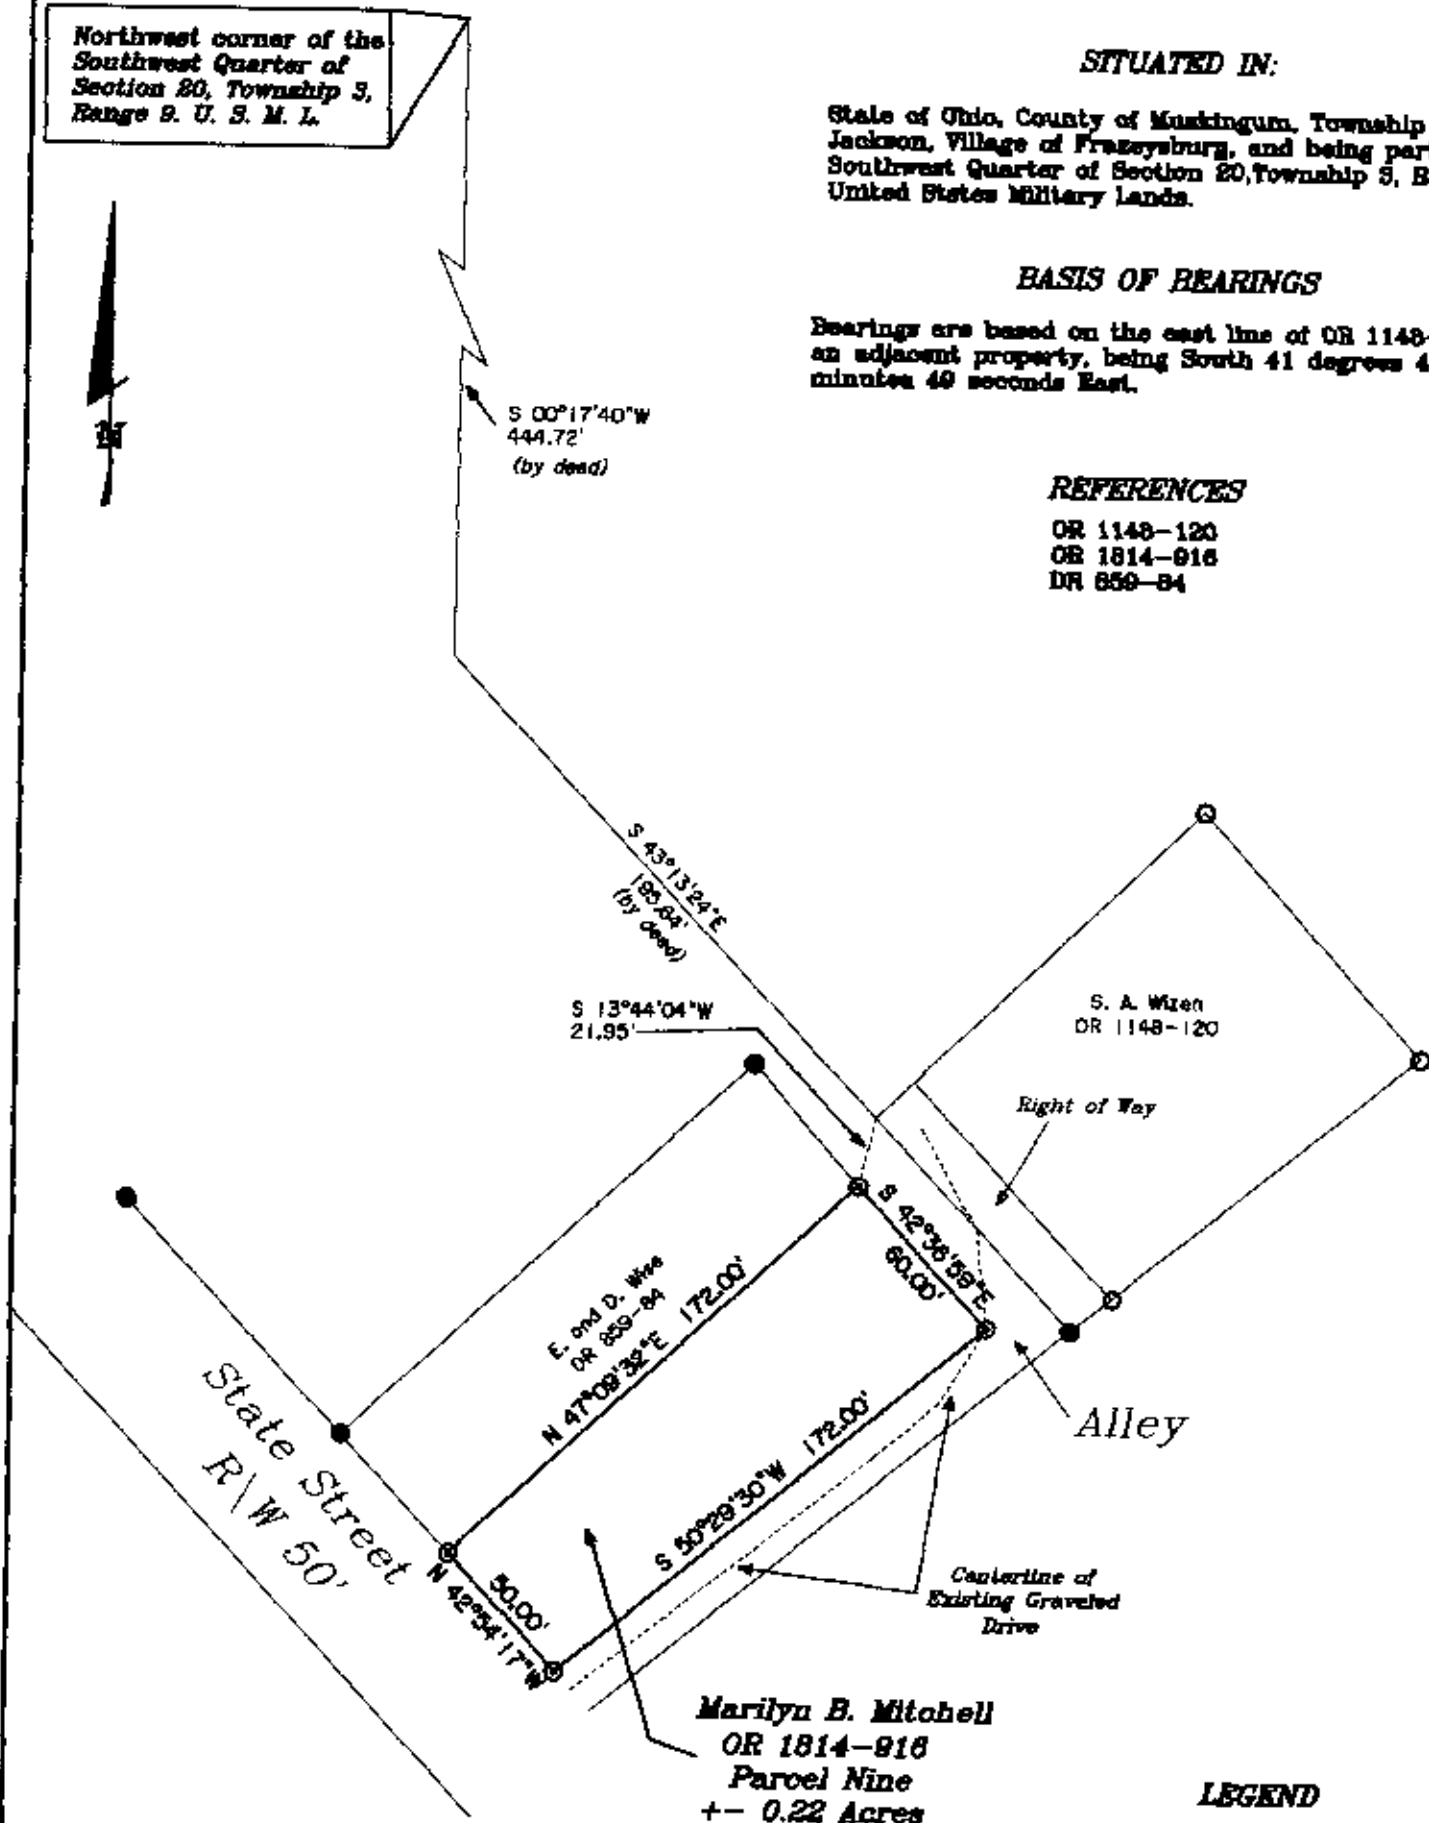 Northwest corner of the
Southwest Quarter of
Section 20, Township 3,
Range 9. U. S. M. L.
SITUATED IN:
State of Ohio, County of Muskingum, Township
Jackson, Village of Frazeysburg, and being par
Southwest Quarter of Section 20, Township 3,
United States Military Lands.
BASIS OF BEARINGS
Bearings are based on the east line of OR 1148-
an adjacent property, being South 41 degrees 4
minutes 49 seconds East.
N
S 00°17'40"W
444.72'
(by deed)
REFERENCES
OR 1148-120
OR 1814-916
DR 859-84
S 43°13'24"E
195.64'
(by deed)
S 13°44'04"W
21.95'
S. A. Wizen
OR 1148-120
Right of Way
S 42°36'59"E
60.00'
E. and D. Wise
DR 859-84
N 47°09'32"E 172.00'
State Street
R\W 50'
Alley
S 50°29'30"W 172.00'
50.00'
N 42°54'17"W
Centerline of
Existing Graveled
Drive
Marilyn B. Mitchell
OR 1814-916
Parcel Nine
+- 0.22 Acres
LEGEND